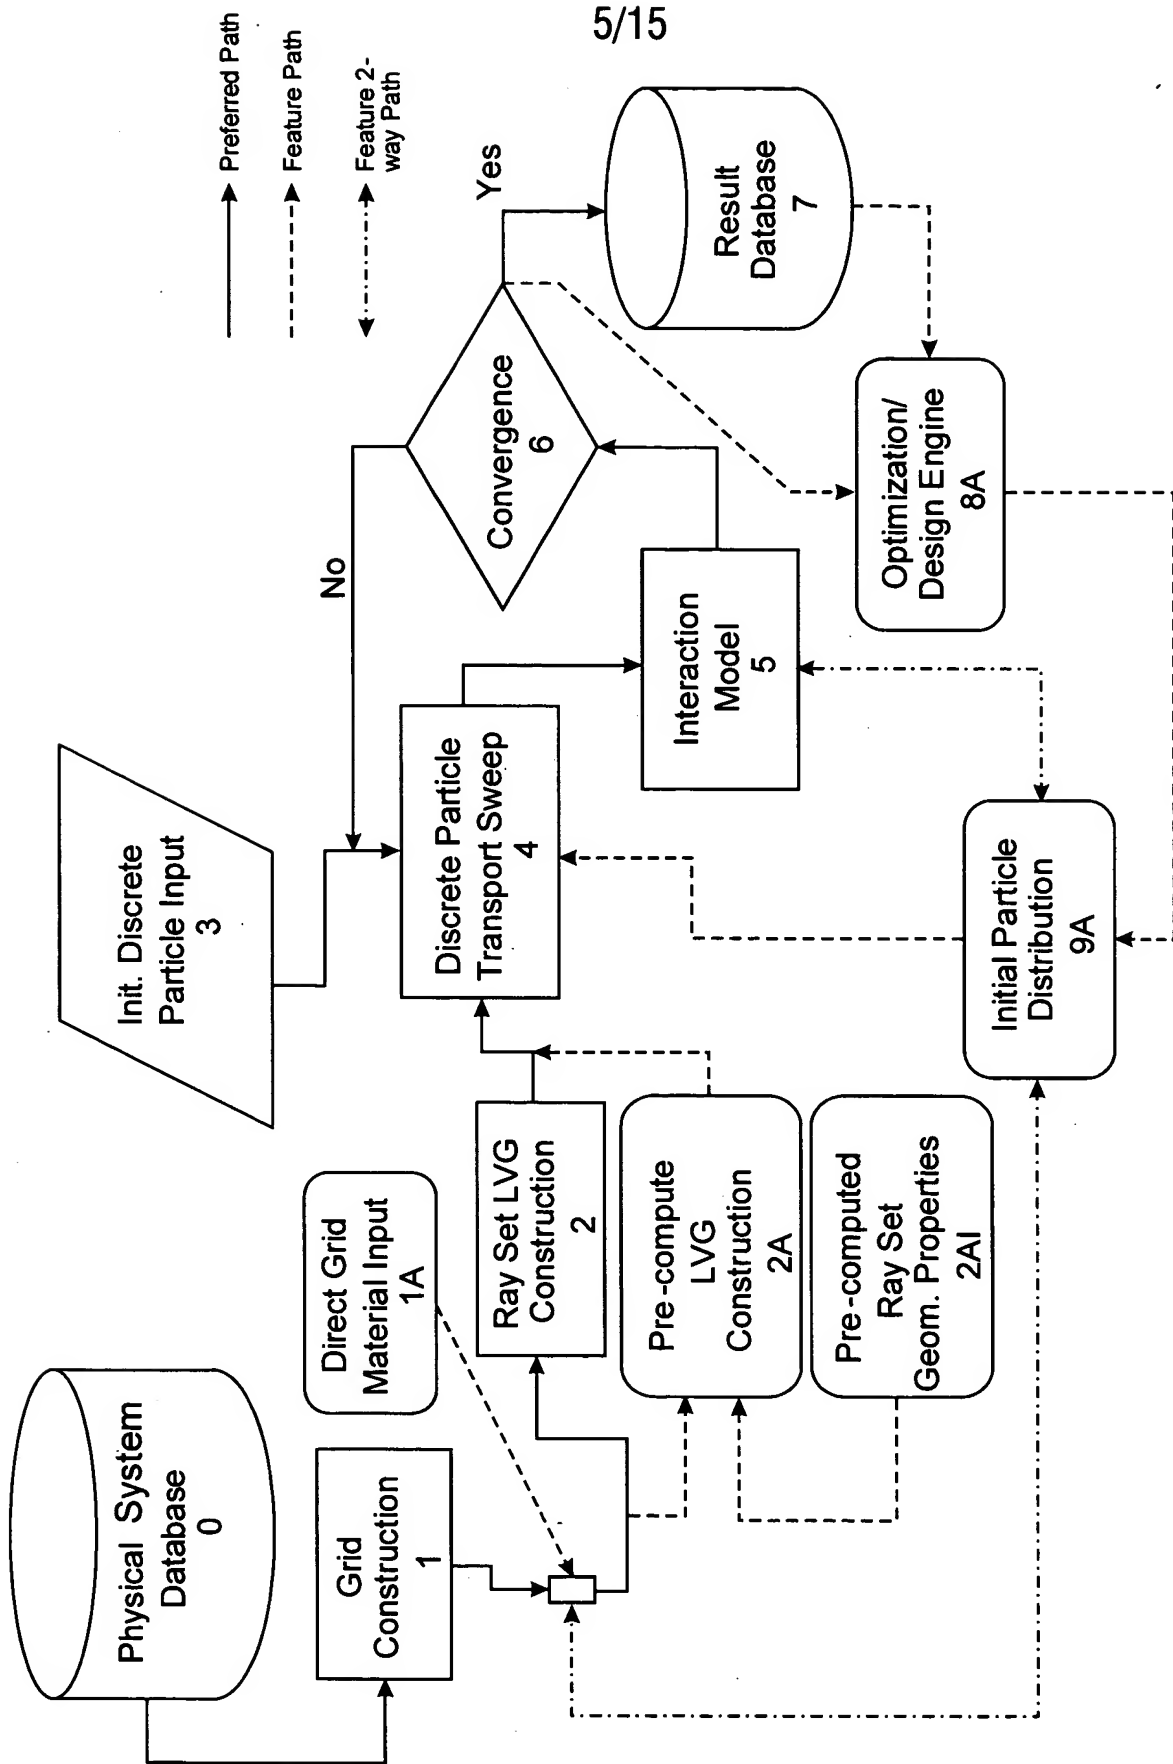 5/15
Preferred Path
Feature Path
Feature 2-
way Path
Physical System
Database
0
Grid
Construction
1
Direct Grid
Material Input
1A
Ray Set LVG
Construction
2
Pre-compute
LVG
Construction
2A
Pre-computed
Ray Set
Geom. Properties
2AI
Init. Discrete
Particle Input
3
Discrete Particle
Transport Sweep
4
No
Interaction
Model
5
Convergence
6
Yes
Result
Database
7
Optimization/
Design Engine
8A
Initial Particle
Distribution
9A